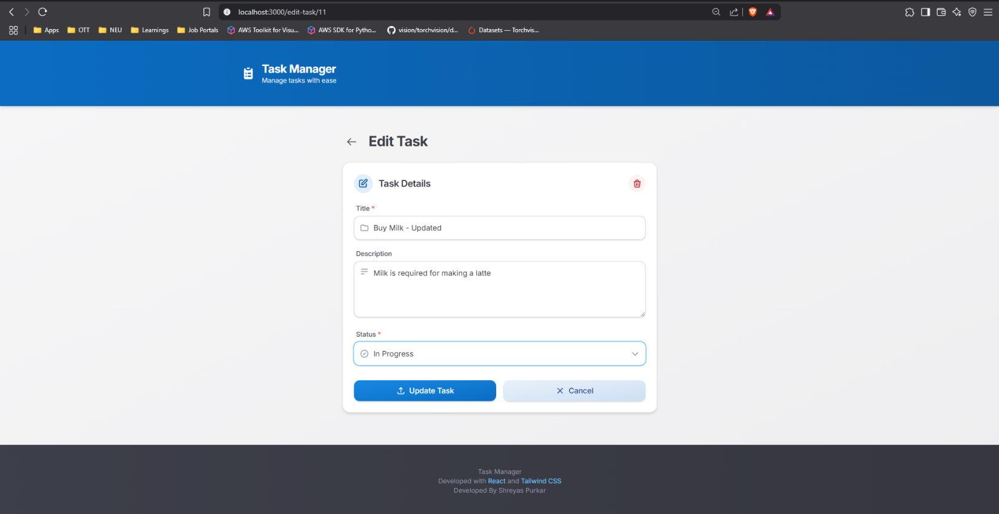 localhost:3000/edit-task/11
Apps
OTT
NEU
Learnings
Job Portals
AWS Toolkit for Visu...
AWS SDK for Pytho...
vision/torchvision/d...
Datasets — Torchvis...
Task Manager
Manage tasks with ease
Edit Task
Task Details
Title *
Buy Milk - Updated
Description
Milk is required for making a latte
Status *
In Progress
Update Task
Cancel
Task Manager
Developed with React and Tailwind CSS
Developed By Shreyas Purkar